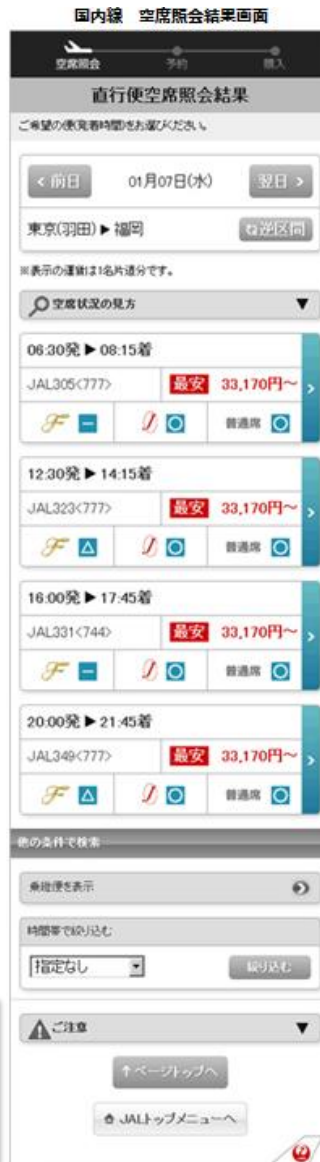 国内線 空席照会結果画面
空席照会
予約
購入
直行便空席照会結果
ご希望の便(発着時間)をお選びください。
< 前日
01月07日(水)
翌日 >
東京(羽田) ▶ 福岡
逆区間
※表示の運賃は1名片道分です。
空席状況の見方 ▼
06:30発 ▶ 08:15着
JAL305<777>
最安 33,170円~
F － J ○ 普通席 ○
12:30発 ▶ 14:15着
JAL323<777>
最安 33,170円~
F △ J ○ 普通席 ○
16:00発 ▶ 17:45着
JAL331<744>
最安 33,170円~
F － J ○ 普通席 ○
20:00発 ▶ 21:45着
JAL349<777>
最安 33,170円~
F △ J ○ 普通席 ○
他の条件で検索
乗継便を表示
時間帯で絞り込む
指定なし
絞り込む
ご注意 ▼
↑ページトップへ
JALトップメニューへ